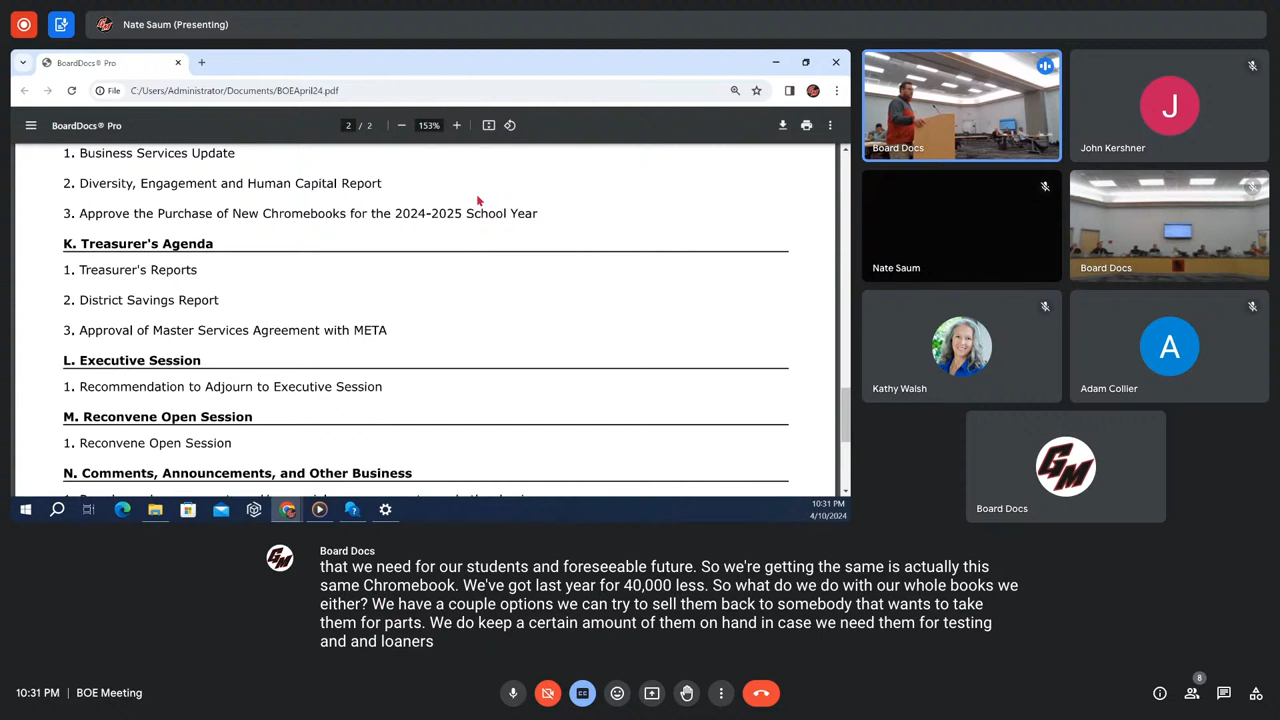 Nate Saum (Presenting)
BoardDocs® Pro
File C:/Users/Administrator/Documents/BOEApril24.pdf
BoardDocs® Pro 2 / 2 153%
1. Business Services Update
2. Diversity, Engagement and Human Capital Report
3. Approve the Purchase of New Chromebooks for the 2024-2025 School Year
K. Treasurer's Agenda
1. Treasurer's Reports
2. District Savings Report
3. Approval of Master Services Agreement with META
L. Executive Session
1. Recommendation to Adjourn to Executive Session
M. Reconvene Open Session
1. Reconvene Open Session
N. Comments, Announcements, and Other Business
10:31 PM
4/10/2024
Board Docs
J
John Kershner
Nate Saum
Board Docs
Kathy Walsh
A
Adam Collier
GM
Board Docs
Board Docs
that we need for our students and foreseeable future. So we're getting the same is actually this
same Chromebook. We've got last year for 40,000 less. So what do we do with our whole books we
either? We have a couple options we can try to sell them back to somebody that wants to take
them for parts. We do keep a certain amount of them on hand in case we need them for testing
and and loaners
10:31 PM | BOE Meeting
CC
8